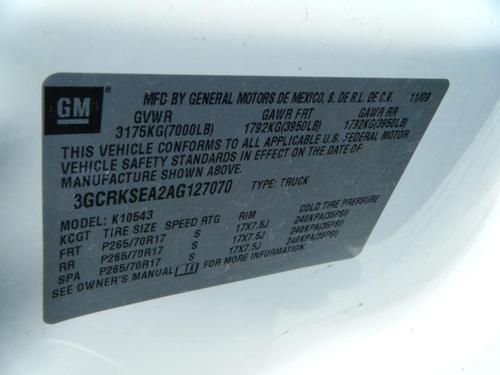 GM
MFD BY GENERAL MOTORS DE MEXICO, S. DE R.L. DE C.V. 11/09
GVWR GAWR FRT GAWR RR
3175KG(7000LB) 1792KG(3950LB) 1792KG(3950LB)
THIS VEHICLE CONFORMS TO ALL APPLICABLE U.S. FEDERAL MOTOR
VEHICLE SAFETY STANDARDS IN EFFECT ON THE DATE OF
MANUFACTURE SHOWN ABOVE.
3GCRKSEA2AG127070 TYPE: TRUCK
MODEL: K10543
KCGT TIRE SIZE SPEED RTG RIM COLD TIRE PRESSURE
FRT P265/70R17 S 17X7.5J 240KPA(35PSI)
RR P265/70R17 S 17X7.5J 240KPA(35PSI)
SPA P265/70R17 S 17X7.5J 240KPA(35PSI)
SEE OWNER'S MANUAL